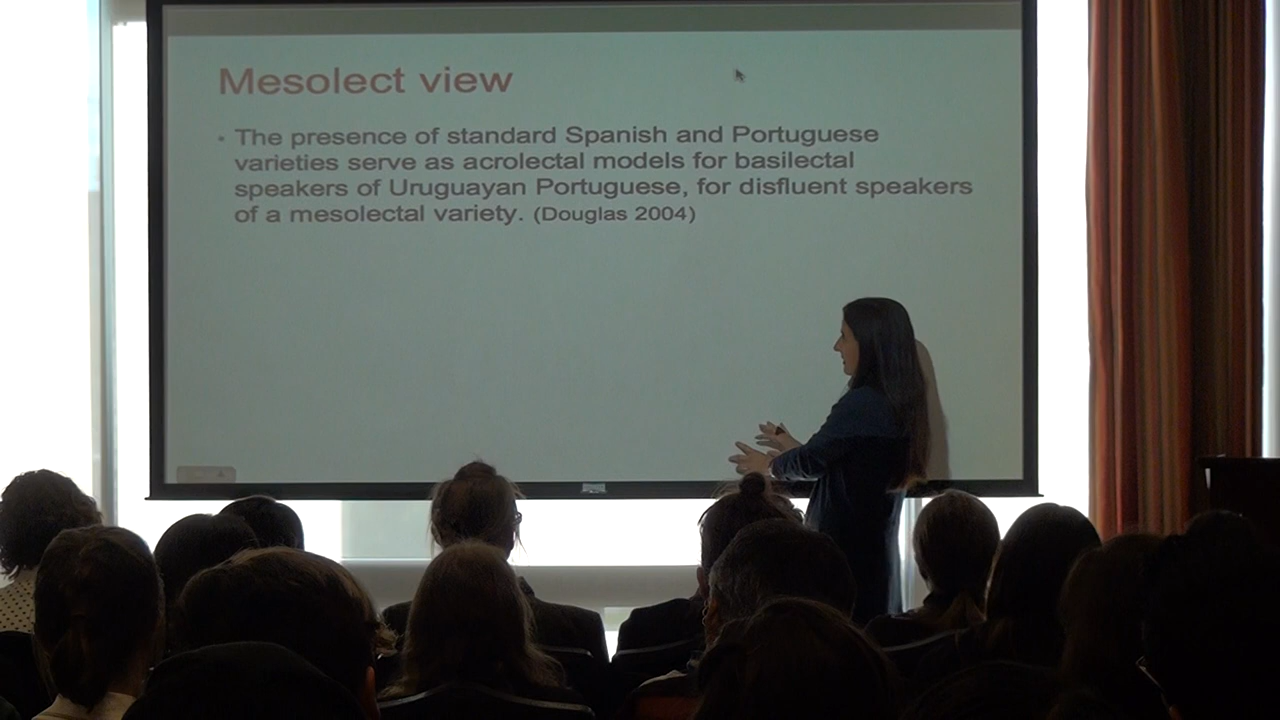 Mesolect view
• The presence of standard Spanish and Portuguese
varieties serve as acrolectal models for basilectal
speakers of Uruguayan Portuguese, for disfluent speakers
of a mesolectal variety. (Douglas 2004)